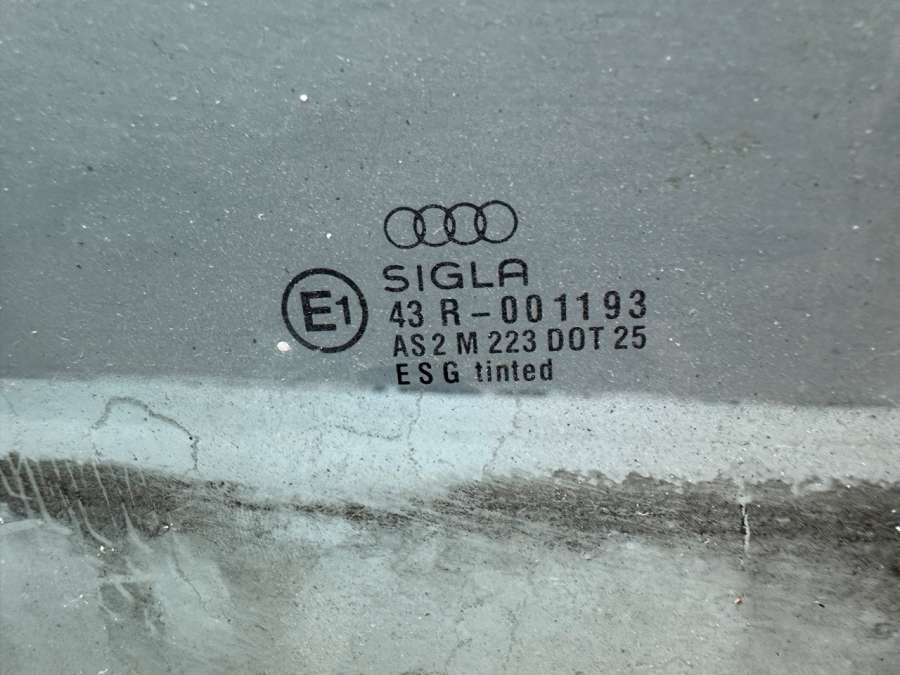 SIGLA
E1
43 R-001193
AS2 M 223 DOT 25
ESG tinted